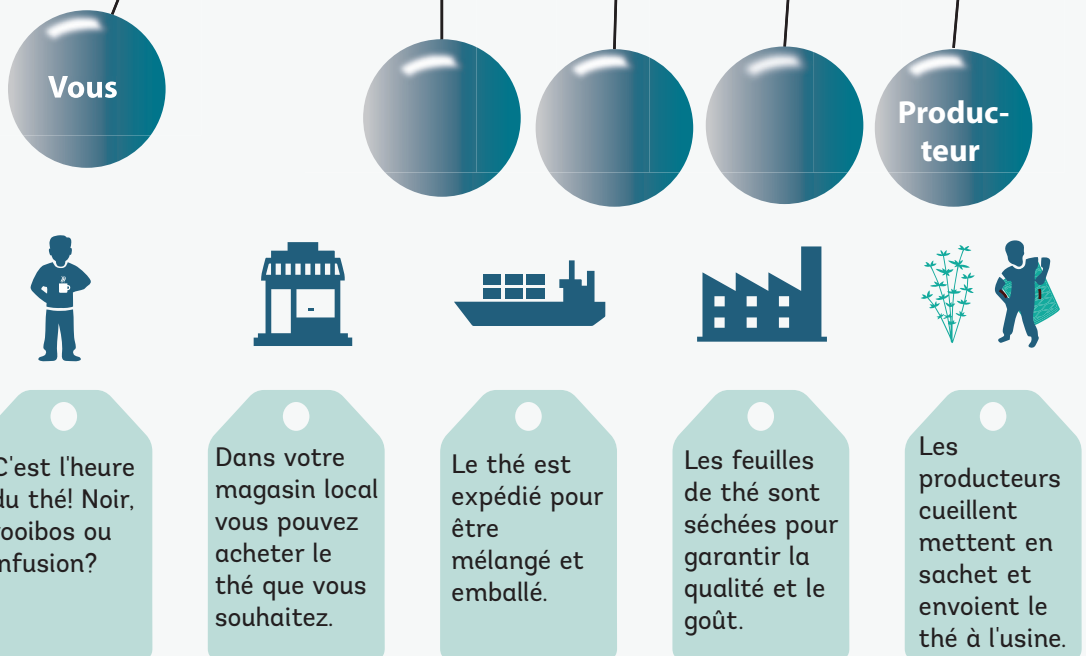 Vous
Produc-
teur
C'est l'heure
du thé! Noir,
rooibos ou
infusion?
Dans votre
magasin local
vous pouvez
acheter le
thé que vous
souhaitez.
Le thé est
expédié pour
être
mélangé et
emballé.
Les feuilles
de thé sont
séchées pour
garantir la
qualité et le
goût.
Les
producteurs
cueillent
mettent en
sachet et
envoient le
thé à l'usine.